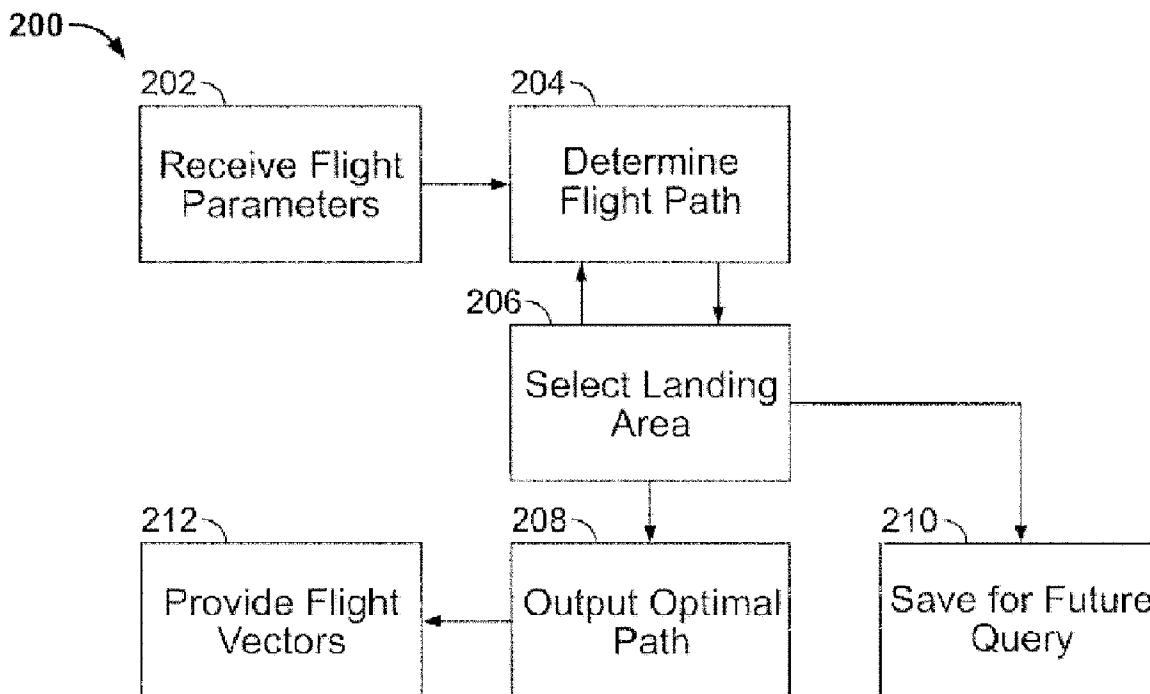 200
202
Receive Flight
Parameters
204
Determine
Flight Path
206
Select Landing
Area
212
Provide Flight
Vectors
208
Output Optimal
Path
210
Save for Future
Query